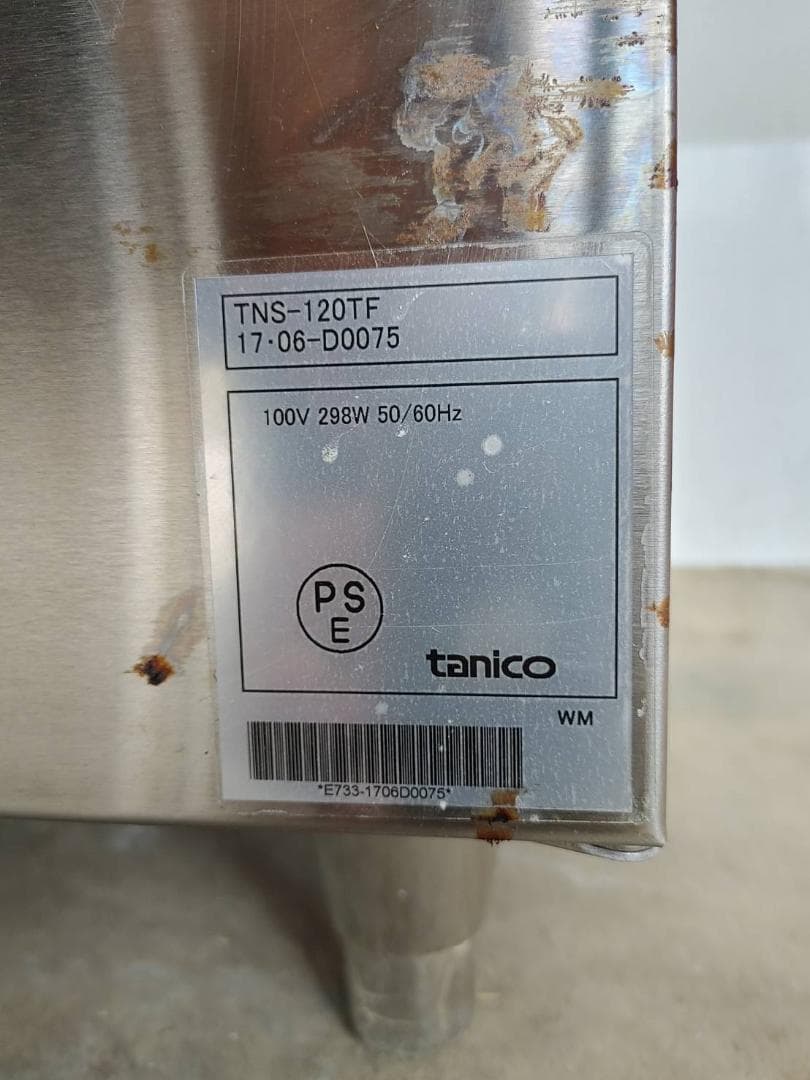 TNS-120TF
17·06-D0075
100V 298W 50/60Hz
PS
E
tanico
WM
*E733-1706D0075*